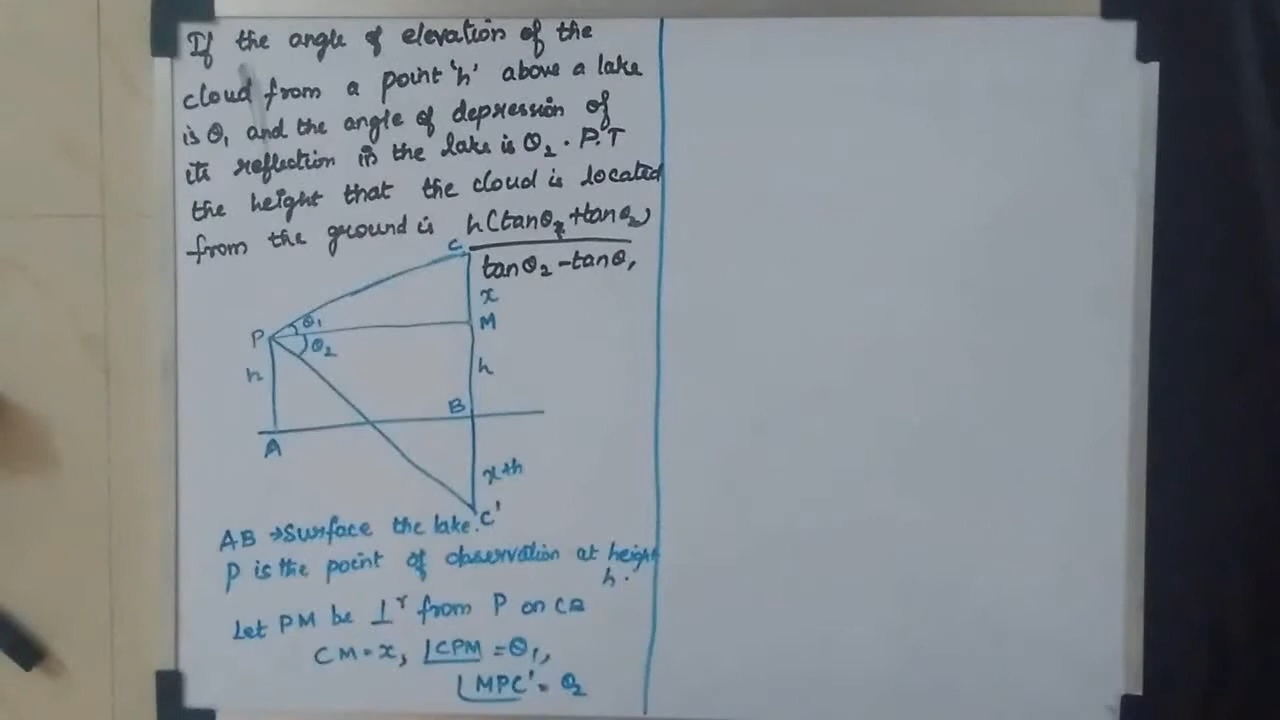 If the angle of elevation of the
cloud from a point 'h' above a lake
is θ₁ and the angle of depression of
its reflection in the lake is θ₂. P.T
the height that the cloud is located
from the ground is h(tanθ₂+tanθ₂)
tanθ₂-tanθ₁
C
x
P θ₁ M
θ₂
h h
B
A
x+h
C'
AB → Surface the lake.
P is the point of observation at height
h.
Let PM be ⊥ʳ from P on CB
CM=x, ∠CPM = θ₁,
∠MPC' = θ₂